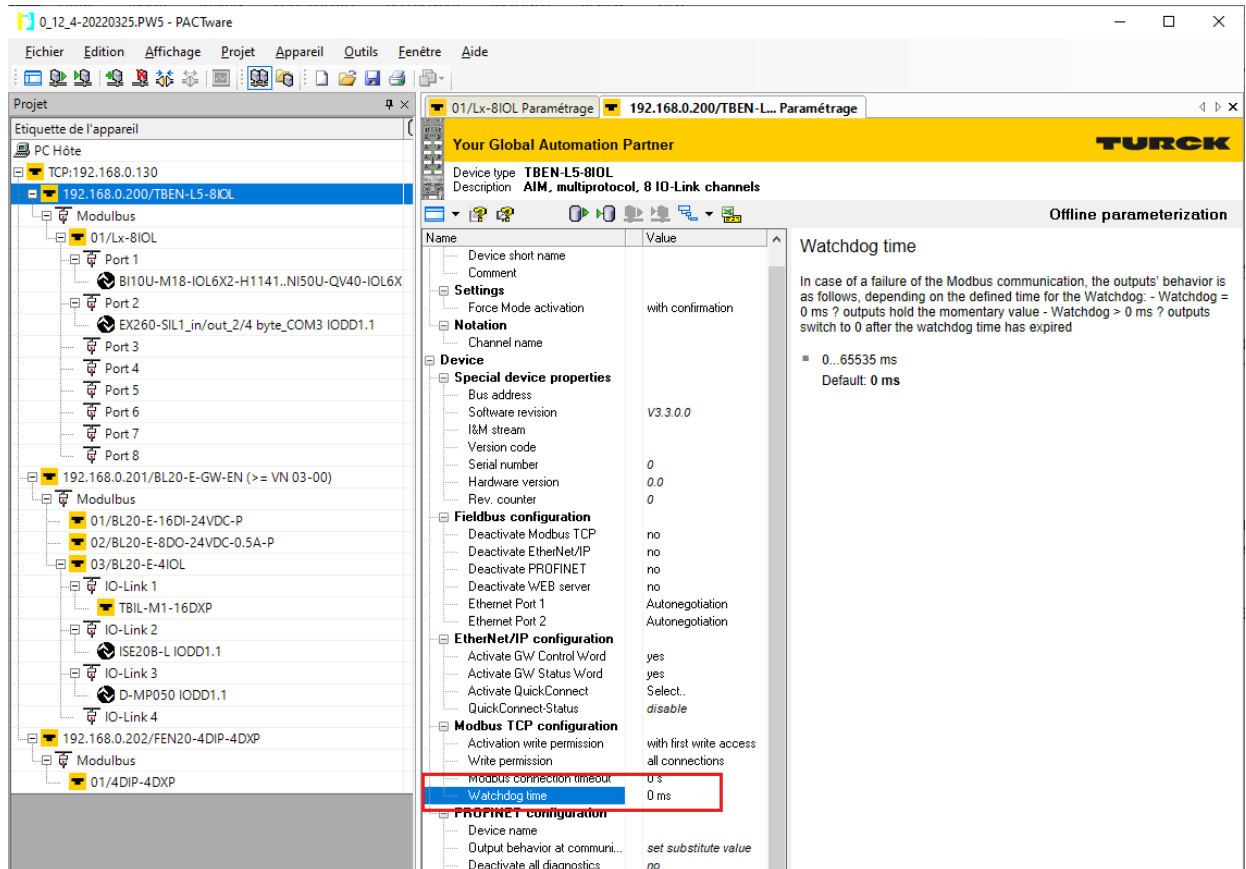 0_12_4-20220325.PW5 - PACTware
Fichier Edition Affichage Projet Appareil Outils Fenêtre Aide
Projet
Etiquette de l'appareil
PC Hôte
TCP:192.168.0.130
192.168.0.200/TBEN-L5-8IOL
Modulbus
01/Lx-8IOL
Port 1
BI10U-M18-IOL6X2-H1141..NI50U-QV40-IOL6X
Port 2
EX260-SIL1_in/out_2/4 byte_COM3 IODD1.1
Port 3
Port 4
Port 5
Port 6
Port 7
Port 8
192.168.0.201/BL20-E-GW-EN (>= VN 03-00)
Modulbus
01/BL20-E-16DI-24VDC-P
02/BL20-E-8DO-24VDC-0.5A-P
03/BL20-E-4IOL
IO-Link 1
TBIL-M1-16DXP
IO-Link 2
ISE20B-L IODD1.1
IO-Link 3
D-MP050 IODD1.1
IO-Link 4
192.168.0.202/FEN20-4DIP-4DXP
Modulbus
01/4DIP-4DXP
01/Lx-8IOL Paramétrage 192.168.0.200/TBEN-L... Paramétrage
Your Global Automation Partner
TURCK
Device type TBEN-L5-8IOL
Description AIM, multiprotocol, 8 IO-Link channels
Offline parameterization
Name Value
Device short name
Comment
Settings
Force Mode activation with confirmation
Notation
Channel name
Device
Special device properties
Bus address
Software revision V3.3.0.0
I&M stream
Version code
Serial number 0
Hardware version 0.0
Rev. counter 0
Fieldbus configuration
Deactivate Modbus TCP no
Deactivate EtherNet/IP no
Deactivate PROFINET no
Deactivate WEB server no
Ethernet Port 1 Autonegotiation
Ethernet Port 2 Autonegotiation
EtherNet/IP configuration
Activate GW Control Word yes
Activate GW Status Word yes
Activate QuickConnect Select..
QuickConnect-Status disable
Modbus TCP configuration
Activation write permission with first write access
Write permission all connections
Modbus connection timeout 0 s
Watchdog time 0 ms
PROFINET configuration
Device name
Output behavior at communi... set substitute value
Deactivate all diagnostics no
Watchdog time
In case of a failure of the Modbus communication, the outputs' behavior is
as follows, depending on the defined time for the Watchdog: - Watchdog =
0 ms ? outputs hold the momentary value - Watchdog > 0 ms ? outputs
switch to 0 after the watchdog time has expired
0...65535 ms
Default: 0 ms